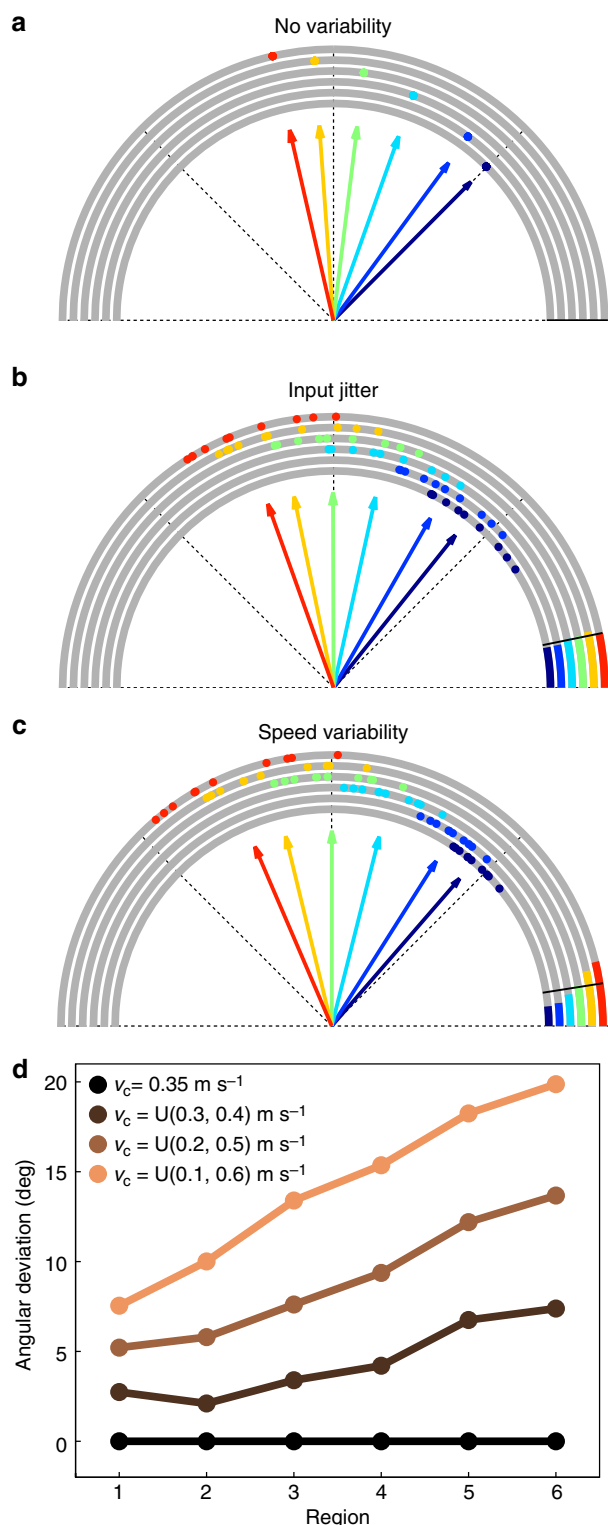 a
No variability
b
Input jitter
c
Speed variability
d
20
15
10
5
0
Angular deviation (deg)
v_c= 0.35 m s⁻¹
v_c = U(0.3, 0.4) m s⁻¹
v_c = U(0.2, 0.5) m s⁻¹
v_c = U(0.1, 0.6) m s⁻¹
1 2 3 4 5 6
Region